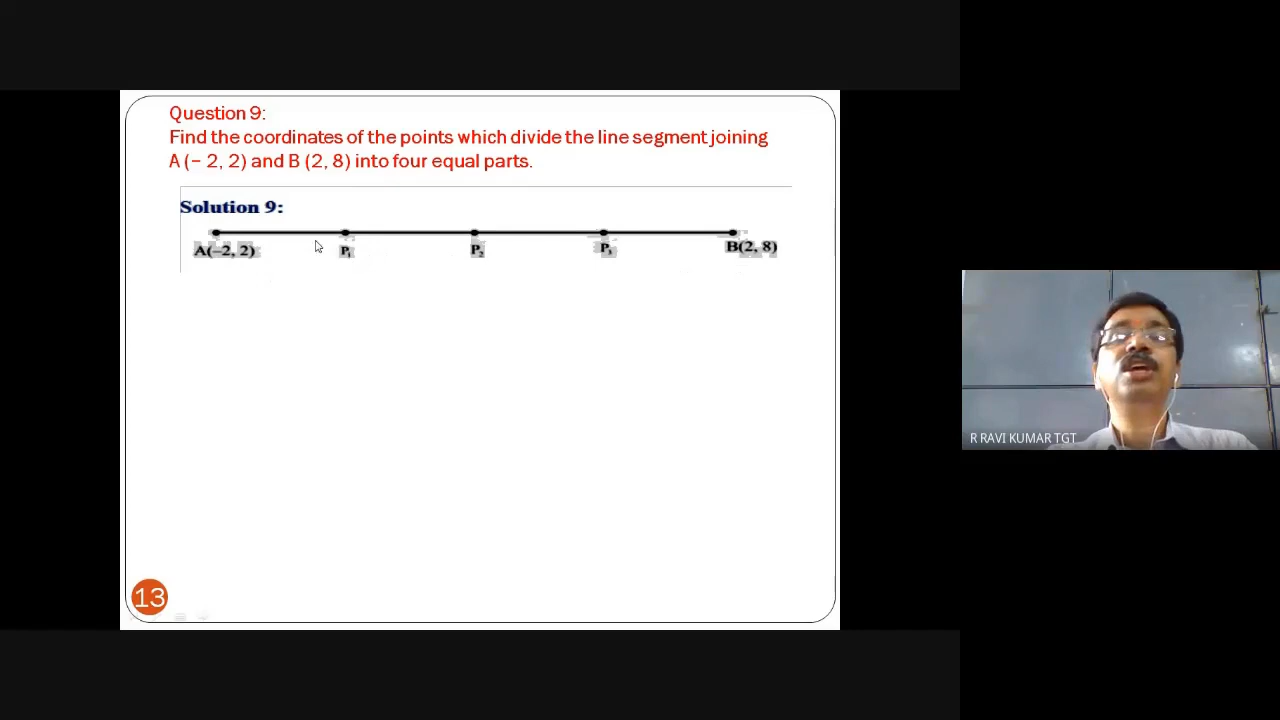 Question 9:
Find the coordinates of the points which divide the line segment joining
A (− 2, 2) and B (2, 8) into four equal parts.
Solution 9:
A(−2, 2) P₁ P₂ P₃ B(2, 8)
13
R RAVI KUMAR TGT